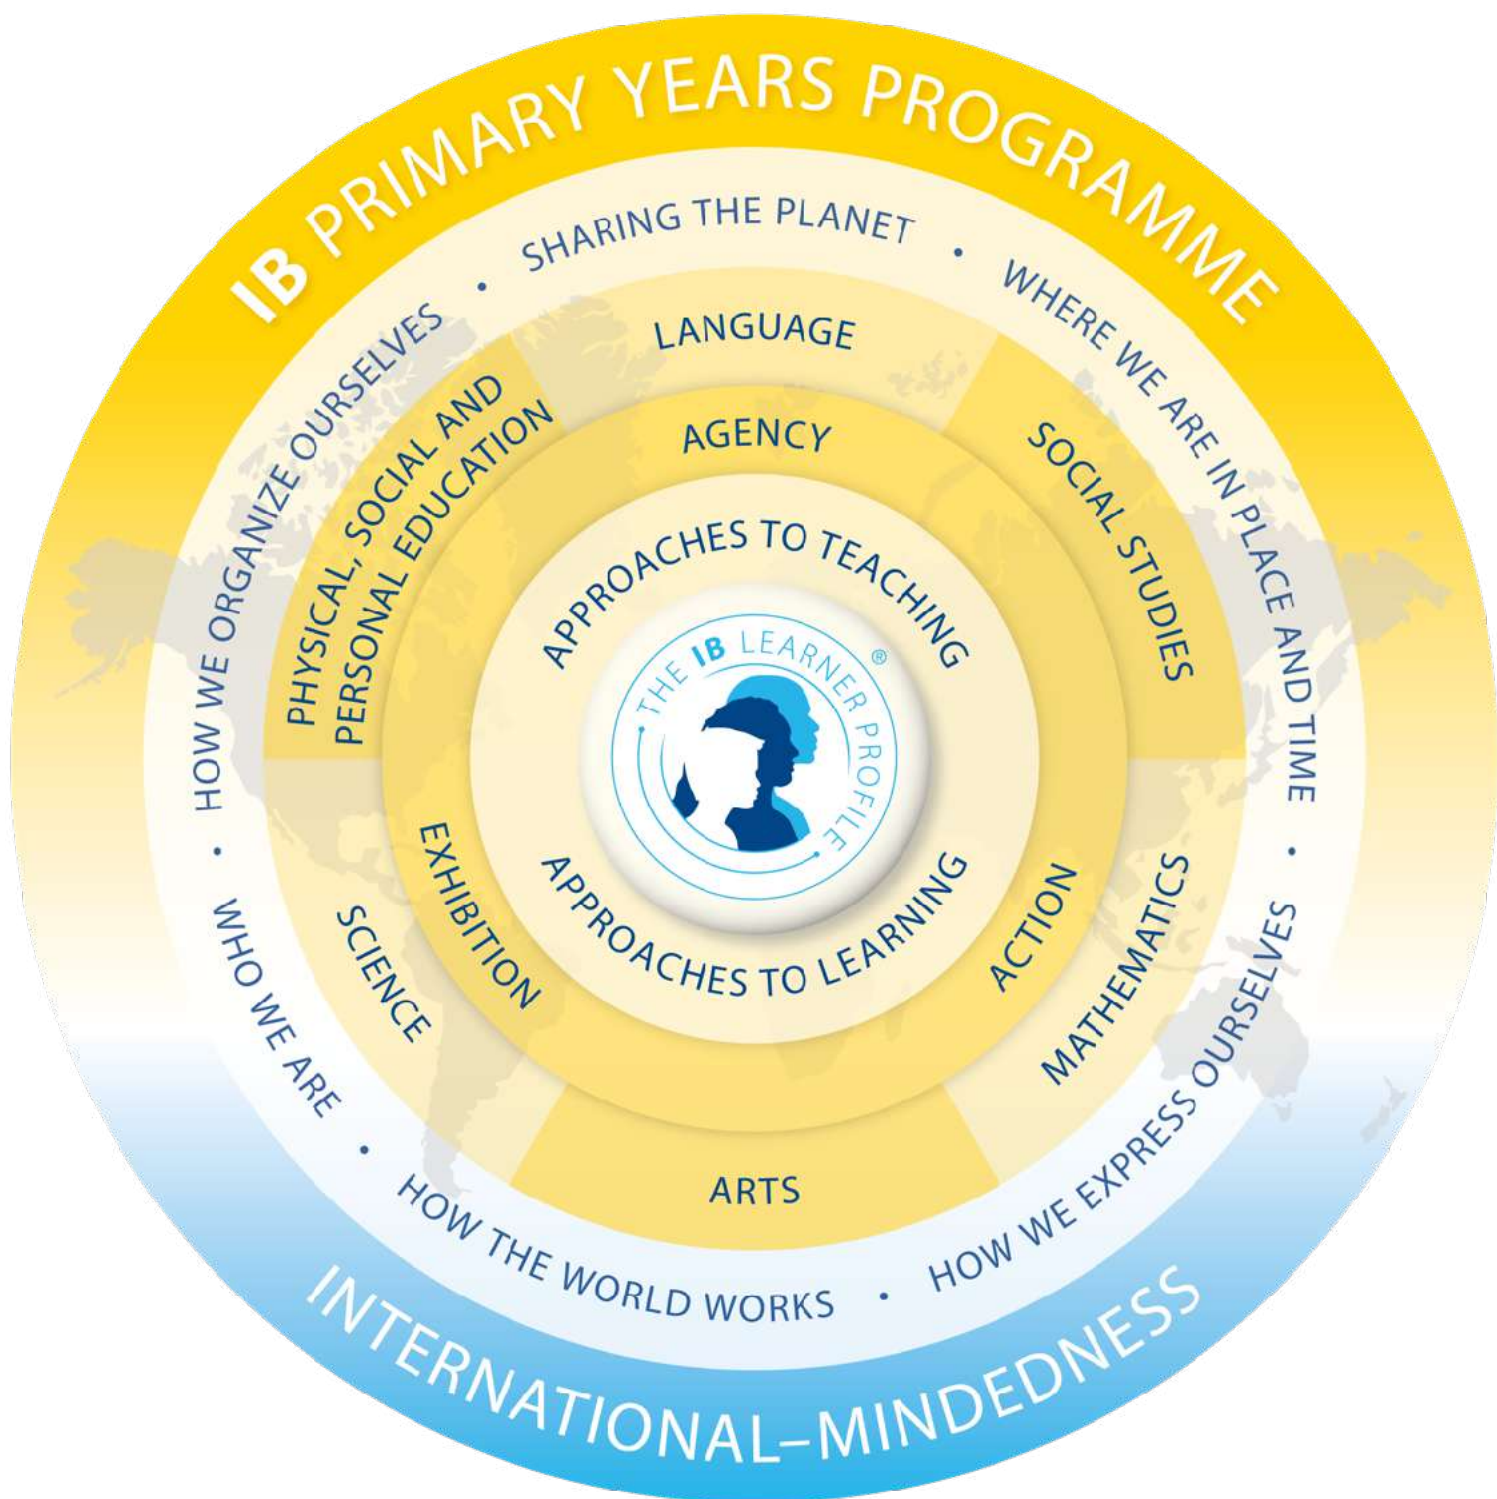 IB PRIMARY YEARS PROGRAMME
SHARING THE PLANET
•
WHERE WE ARE IN PLACE AND TIME
•
HOW WE EXPRESS OURSELVES
•
HOW THE WORLD WORKS
•
WHO WE ARE
•
HOW WE ORGANIZE OURSELVES
•
LANGUAGE
SOCIAL STUDIES
MATHEMATICS
ARTS
SCIENCE
PHYSICAL, SOCIAL AND
PERSONAL EDUCATION
AGENCY
ACTION
EXHIBITION
APPROACHES TO TEACHING
THE IB LEARNER PROFILE ®
APPROACHES TO LEARNING
INTERNATIONAL–MINDEDNESS